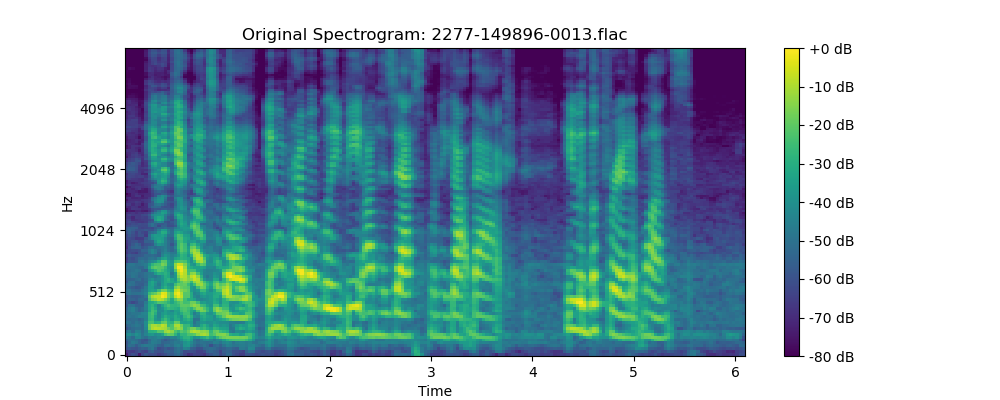 Original Spectrogram: 2277-149896-0013.flac
Hz
4096
2048
1024
512
0
0 1 2 3 4 5 6
Time
+0 dB
-10 dB
-20 dB
-30 dB
-40 dB
-50 dB
-60 dB
-70 dB
-80 dB